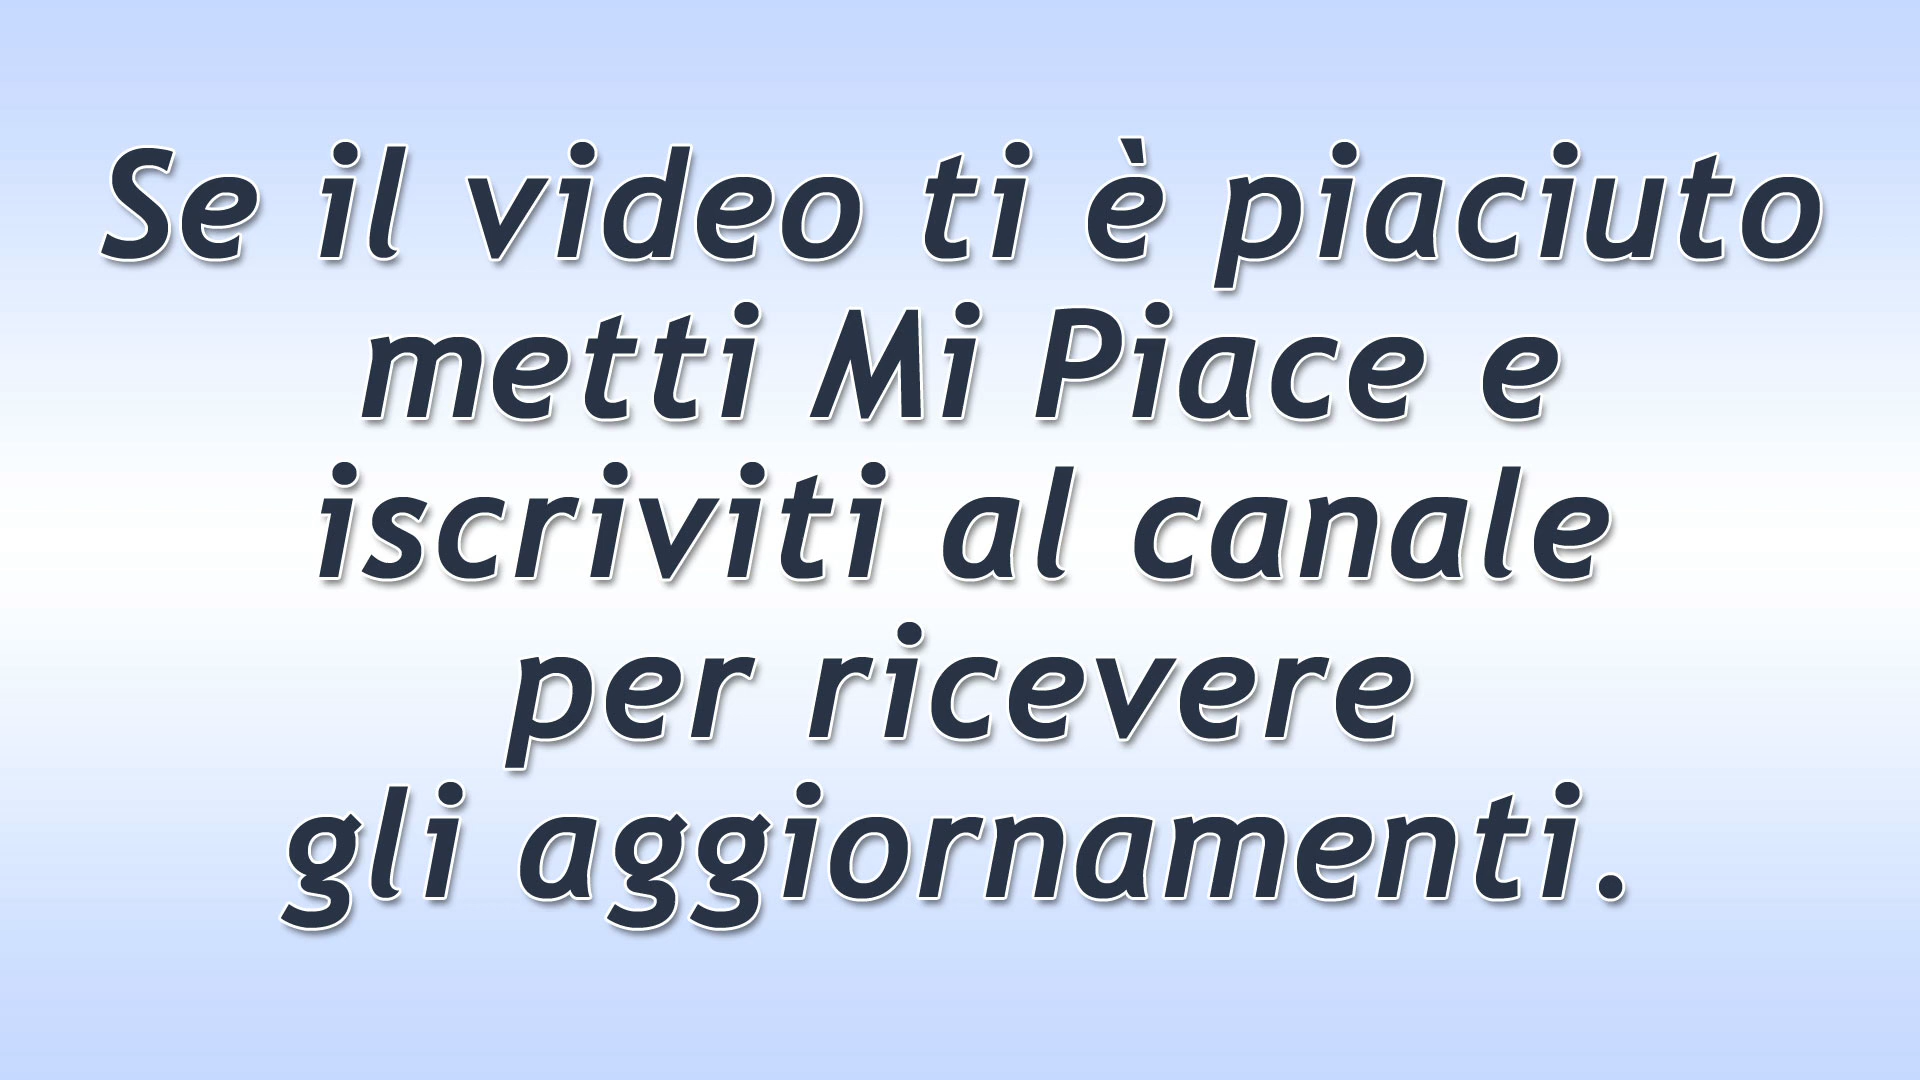 Se il video ti è piaciuto
metti Mi Piace e
iscriviti al canale
per ricevere
gli aggiornamenti.